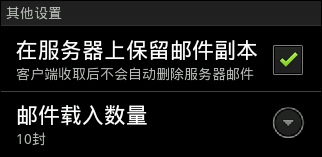 其他设置
在服务器上保留邮件副本
客户端收取后不会自动删除服务器邮件
邮件载入数量
10封